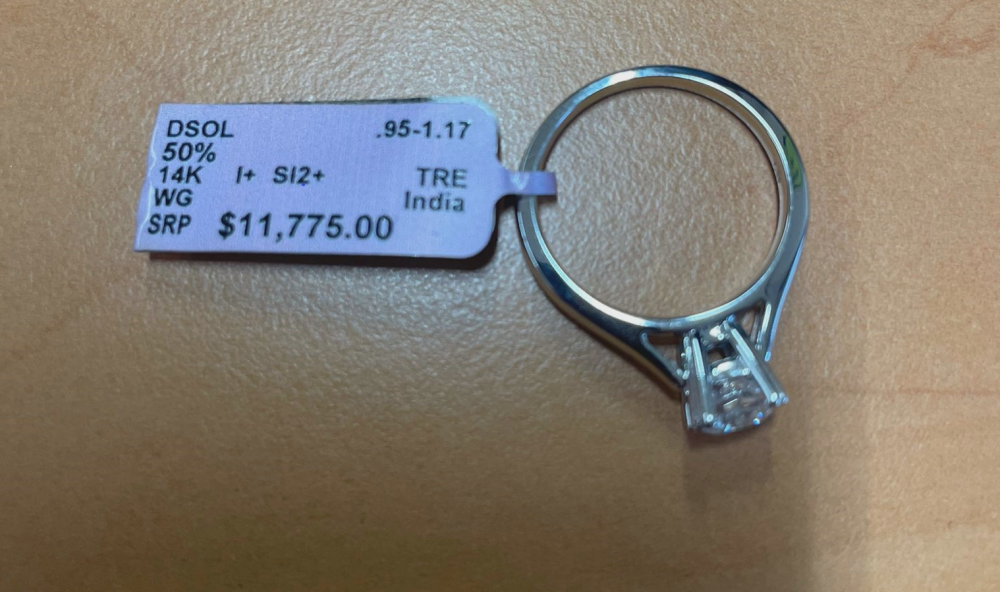 DSOL .95-1.17
50%
14K I+ SI2+ TRE
WG India
SRP $11,775.00